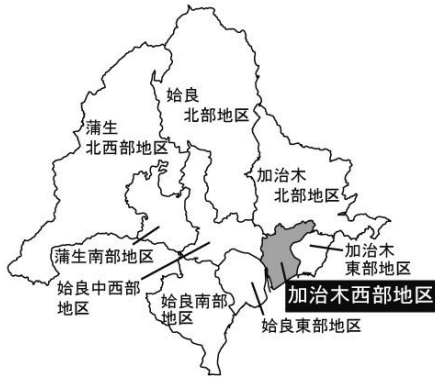 姶良
北部地区
蒲生
北西部地区
加治木
北部地区
蒲生南部地区
加治木
東部地区
姶良中西部
地区
姶良南部
地区
加治木西部地区
姶良東部地区